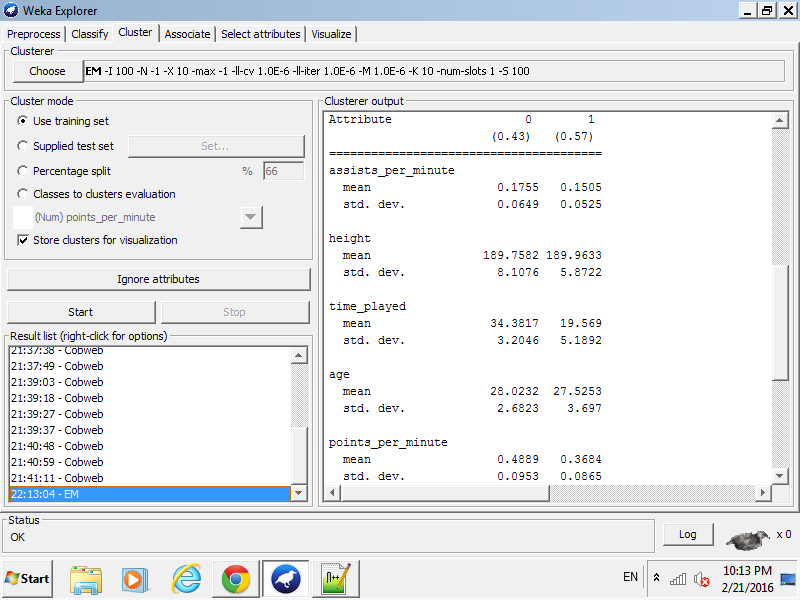 Weka Explorer
Preprocess Classify Cluster Associate Select attributes Visualize
Clusterer
Choose EM -I 100 -N -1 -X 10 -max -1 -ll-cv 1.0E-6 -ll-iter 1.0E-6 -M 1.0E-6 -K 10 -num-slots 1 -S 100
Cluster mode
Use training set
Supplied test set Set...
Percentage split % 66
Classes to clusters evaluation
(Num) points_per_minute
Store clusters for visualization
Ignore attributes
Start Stop
Result list (right-click for options)
21:37:38 - Cobweb
21:37:49 - Cobweb
21:39:03 - Cobweb
21:39:18 - Cobweb
21:39:27 - Cobweb
21:39:37 - Cobweb
21:40:48 - Cobweb
21:40:59 - Cobweb
21:41:11 - Cobweb
22:13:04 - EM
Clusterer output
Attribute 0 1
(0.43) (0.57)
=======================================
assists_per_minute
mean 0.1755 0.1505
std. dev. 0.0649 0.0525
height
mean 189.7582 189.9633
std. dev. 8.1076 5.8722
time_played
mean 34.3817 19.569
std. dev. 3.2046 5.1892
age
mean 28.0232 27.5253
std. dev. 2.6823 3.697
points_per_minute
mean 0.4889 0.3684
std. dev. 0.0953 0.0865
Status
OK
Log x 0
Start
EN
10:13 PM
2/21/2016